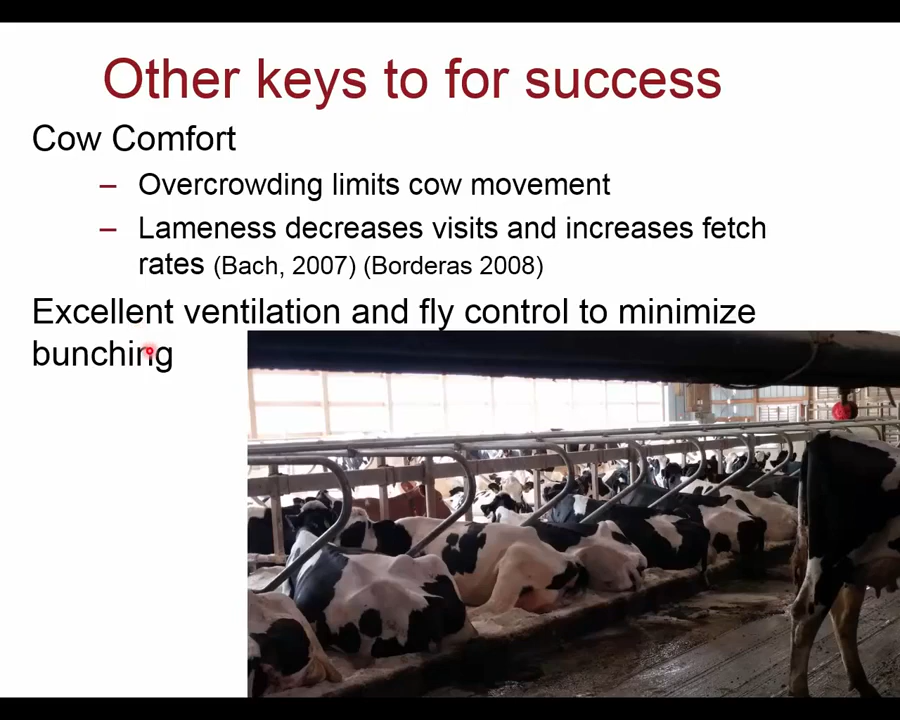 Other keys to for success
Cow Comfort
– Overcrowding limits cow movement
– Lameness decreases visits and increases fetch
rates (Bach, 2007) (Borderas 2008)
Excellent ventilation and fly control to minimize
bunching